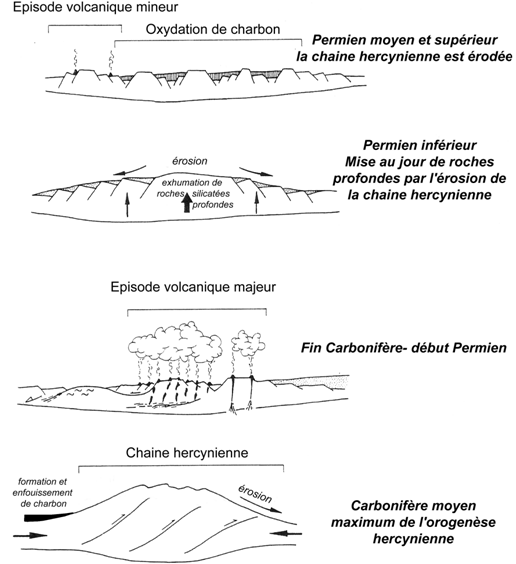 Episode volcanique mineur
Oxydation de charbon
Permien moyen et supérieur
la chaine hercynienne est érodée
Permien inférieur
Mise au jour de roches
profondes par l'érosion de
la chaine hercynienne
érosion
exhumation de
roches silicatées
profondes
Episode volcanique majeur
Fin Carbonifère- début Permien
Chaine hercynienne
formation et
enfouissement
de charbon
érosion
Carbonifère moyen
maximum de l'orogenèse
hercynienne